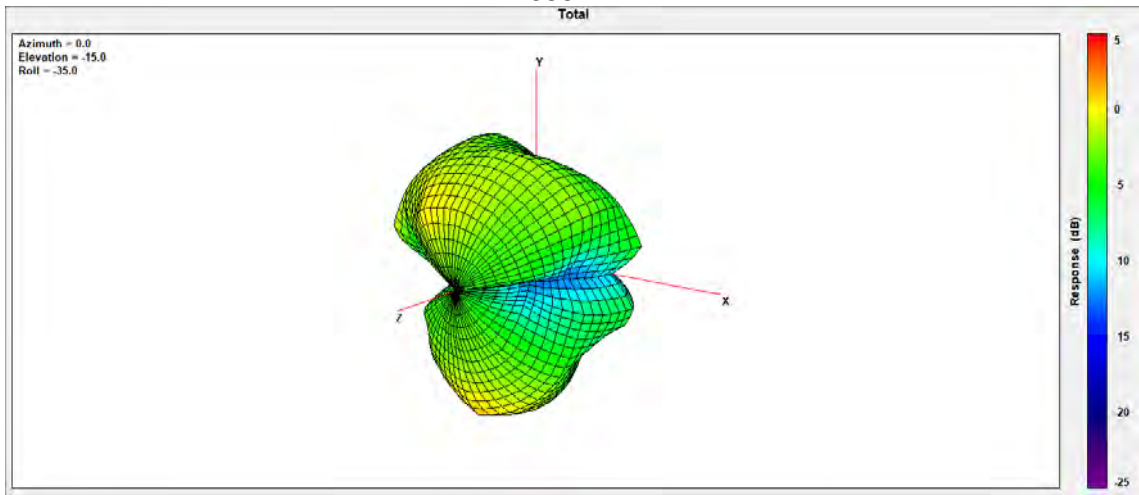 Total
Azimuth = 0.0
Elevation = -15.0
Roll = -35.0
Y
X
Z
5
0
-5
-10
-15
-20
-25
Response (dB)